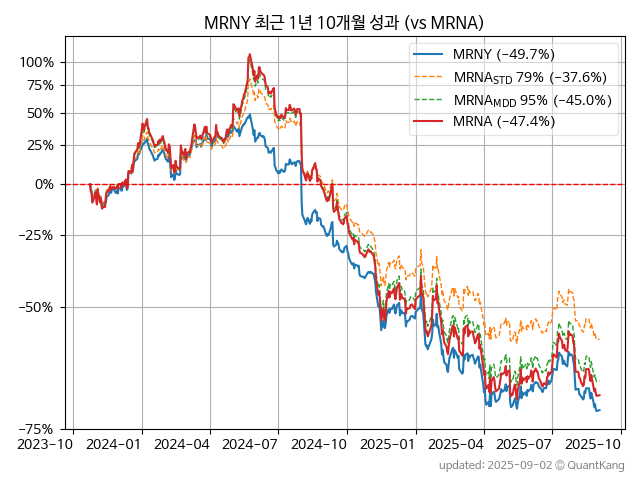 MRNY 최근 1년 10개월 성과 (vs MRNA)
MRNY (−49.7%)
MRNA_STD 79% (−37.6%)
MRNA_MDD 95% (−45.0%)
MRNA (−47.4%)
100%
75%
50%
25%
0%
−25%
−50%
−75%
2023-10 2024-01 2024-04 2024-07 2024-10 2025-01 2025-04 2025-07 2025-10
updated: 2025-09-02 © QuantKang